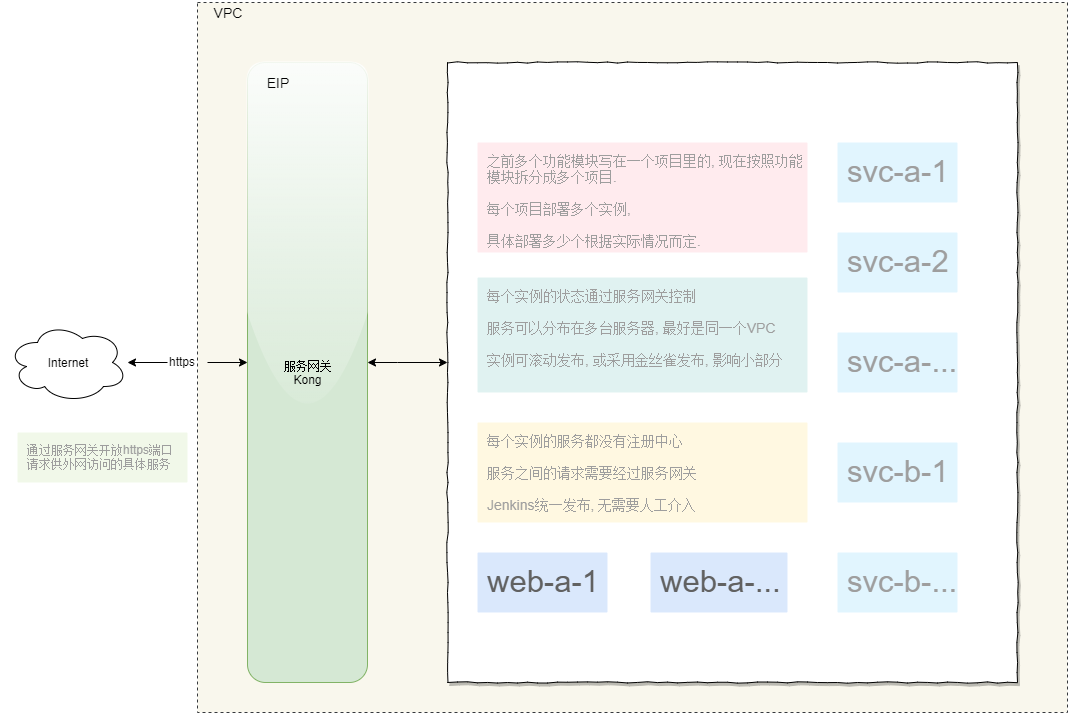 VPC
EIP
之前多个功能模块写在一个项目里的, 现在按照功能
模块拆分成多个项目.
每个项目部署多个实例,
具体部署多少个根据实际情况而定.
svc-a-1
每个实例的状态通过服务网关控制
服务可以分布在多台服务器, 最好是同一个VPC
实例可滚动发布, 或采用金丝雀发布, 影响小部分
svc-a-2
svc-a-...
Internet
https
服务网关
Kong
通过服务网关开放https端口
请求供外网访问的具体服务
每个实例的服务都没有注册中心
服务之间的请求需要经过服务网关
Jenkins统一发布, 无需要人工介入
svc-b-1
web-a-1
web-a-...
svc-b-...